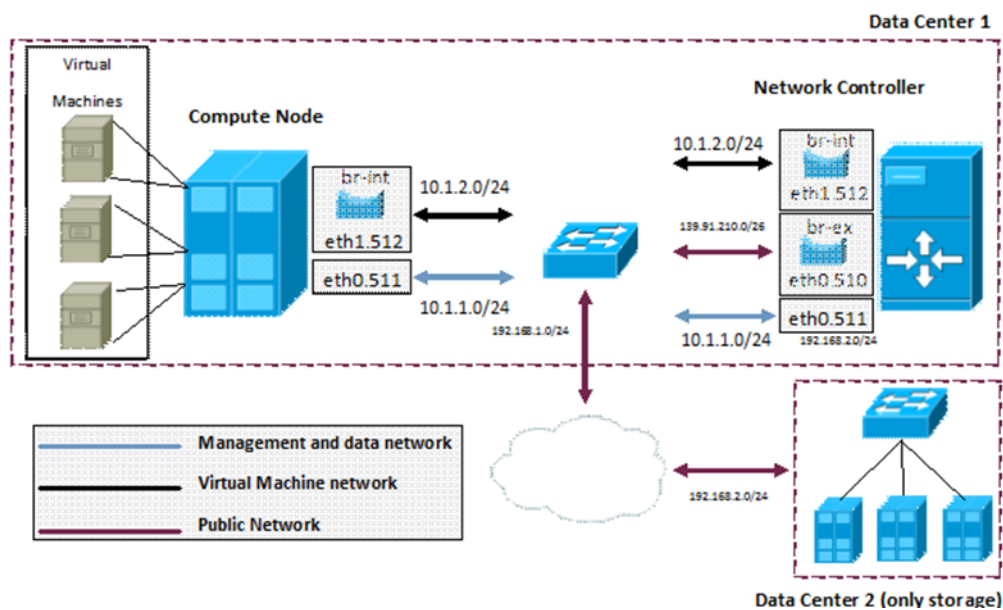 Data Center 1
Virtual
Machines
Compute Node
Network Controller
br-int
eth1.512
eth0.511
10.1.2.0/24
10.1.1.0/24
192.168.1.0/24
10.1.2.0/24
139.91.210.0/26
10.1.1.0/24
br-int
eth1.512
br-ex
eth0.510
eth0.511
192.168.2.0/24
Management and data network
Virtual Machine network
Public Network
192.168.2.0/24
Data Center 2 (only storage)